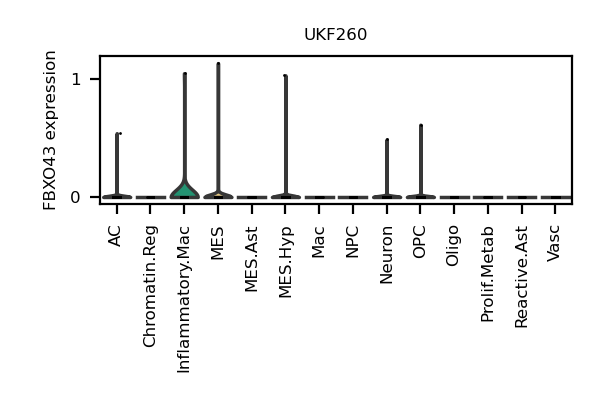 UKF260
FBXO43 expression
1
0
AC
Chromatin.Reg
Inflammatory.Mac
MES
MES.Ast
MES.Hyp
Mac
NPC
Neuron
OPC
Oligo
Prolif.Metab
Reactive.Ast
Vasc